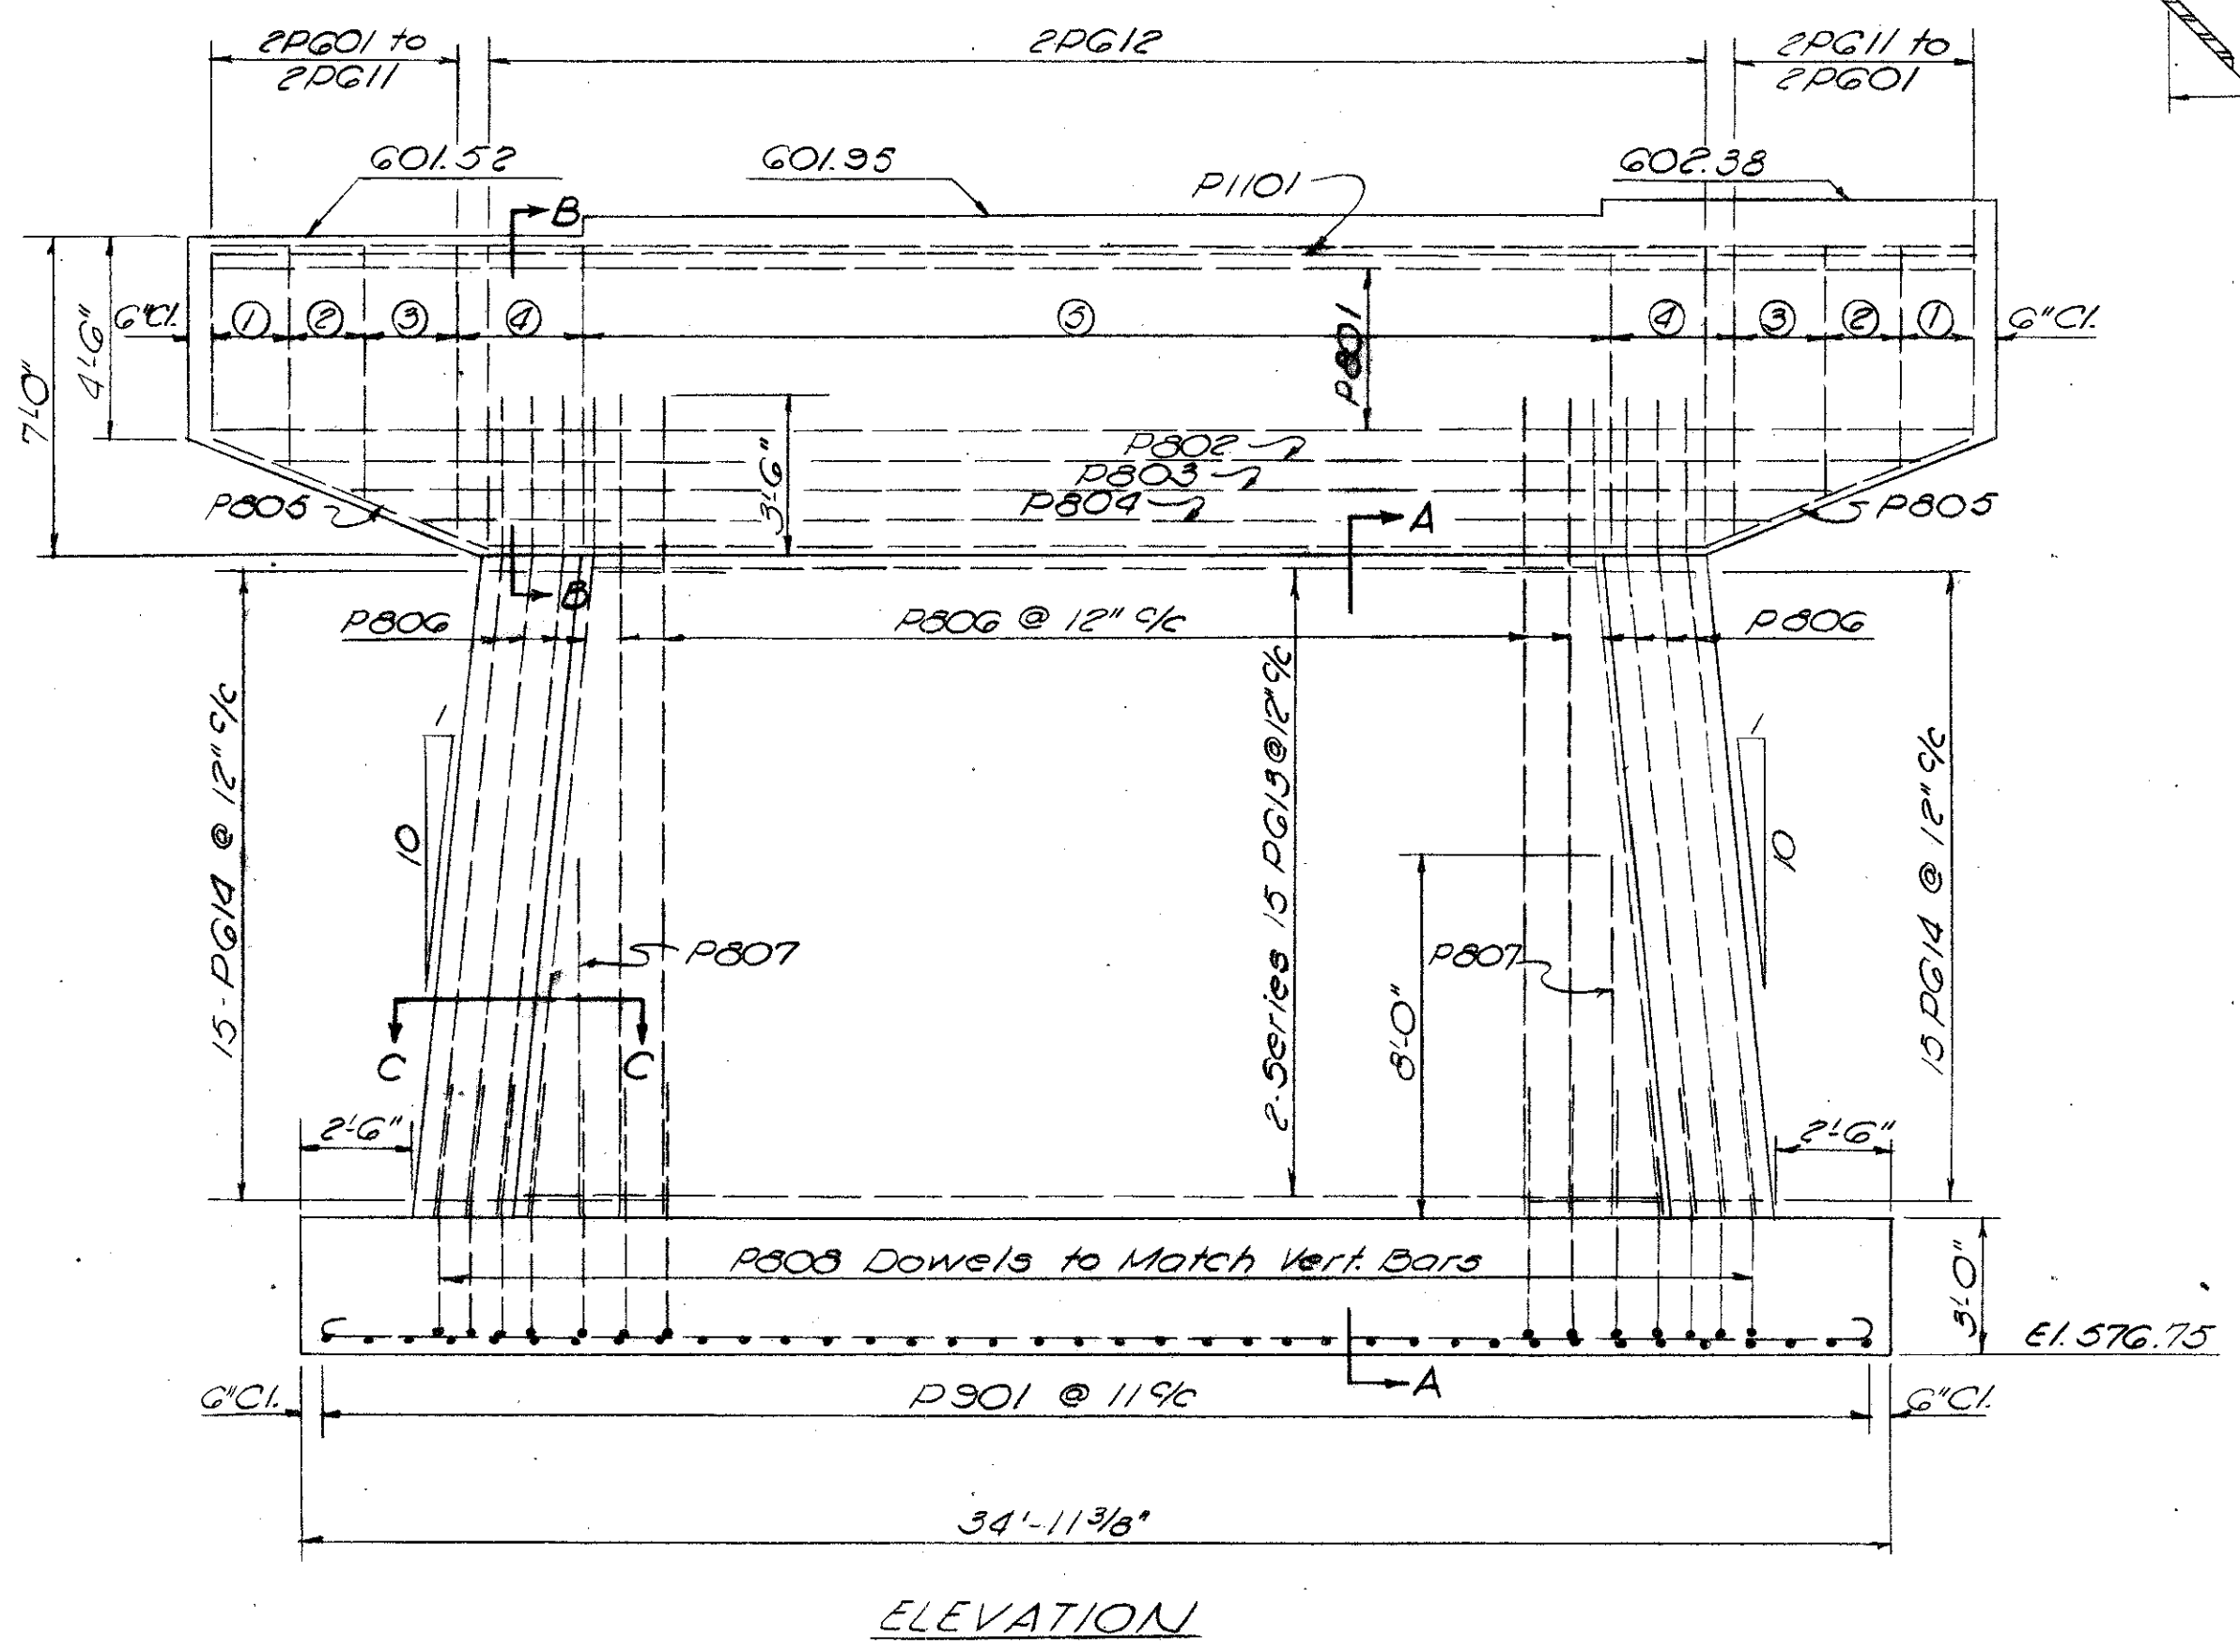 2P601 to
2P611
2P612
2P611 to
2P601
601.52
601.95
602.38
P1101
B
6"Cl.
1
2
3
4
5
4
3
2
1
6"Cl.
7'-0"
4'-6"
P801
P802
P803
P804
P805
P805
3'-6"
A
B
P806
P806 @ 12" c/c
P806
15-P614 @ 12" c/c
1
10
2-Series 15 P613@12" c/c
1
10
15 P614 @ 12" c/c
P807
P807
8'-0"
C
C
2'-6"
2'-6"
P808 Dowels to Match Vert. Bars
3'-0"
El. 576.75
6"Cl.
P901 @ 11 c/c
A
6"Cl.
34'-11 3/8"
ELEVATION